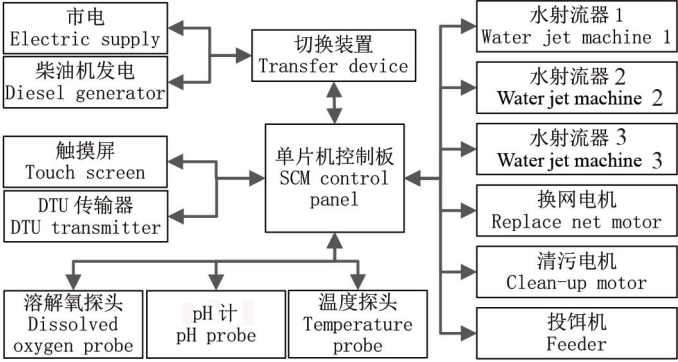 市电
Electric supply
柴油机发电
Diesel generator
切换装置
Transfer device
触摸屏
Touch screen
DTU 传输器
DTU transmitter
单片机控制板
SCM control
panel
溶解氧探头
Dissolved
oxygen probe
pH 计
pH probe
温度探头
Temperature
probe
水射流器 1
Water jet machine 1
水射流器 2
Water jet machine 2
水射流器 3
Water jet machine 3
换网电机
Replace net motor
清污电机
Clean-up motor
投饵机
Feeder